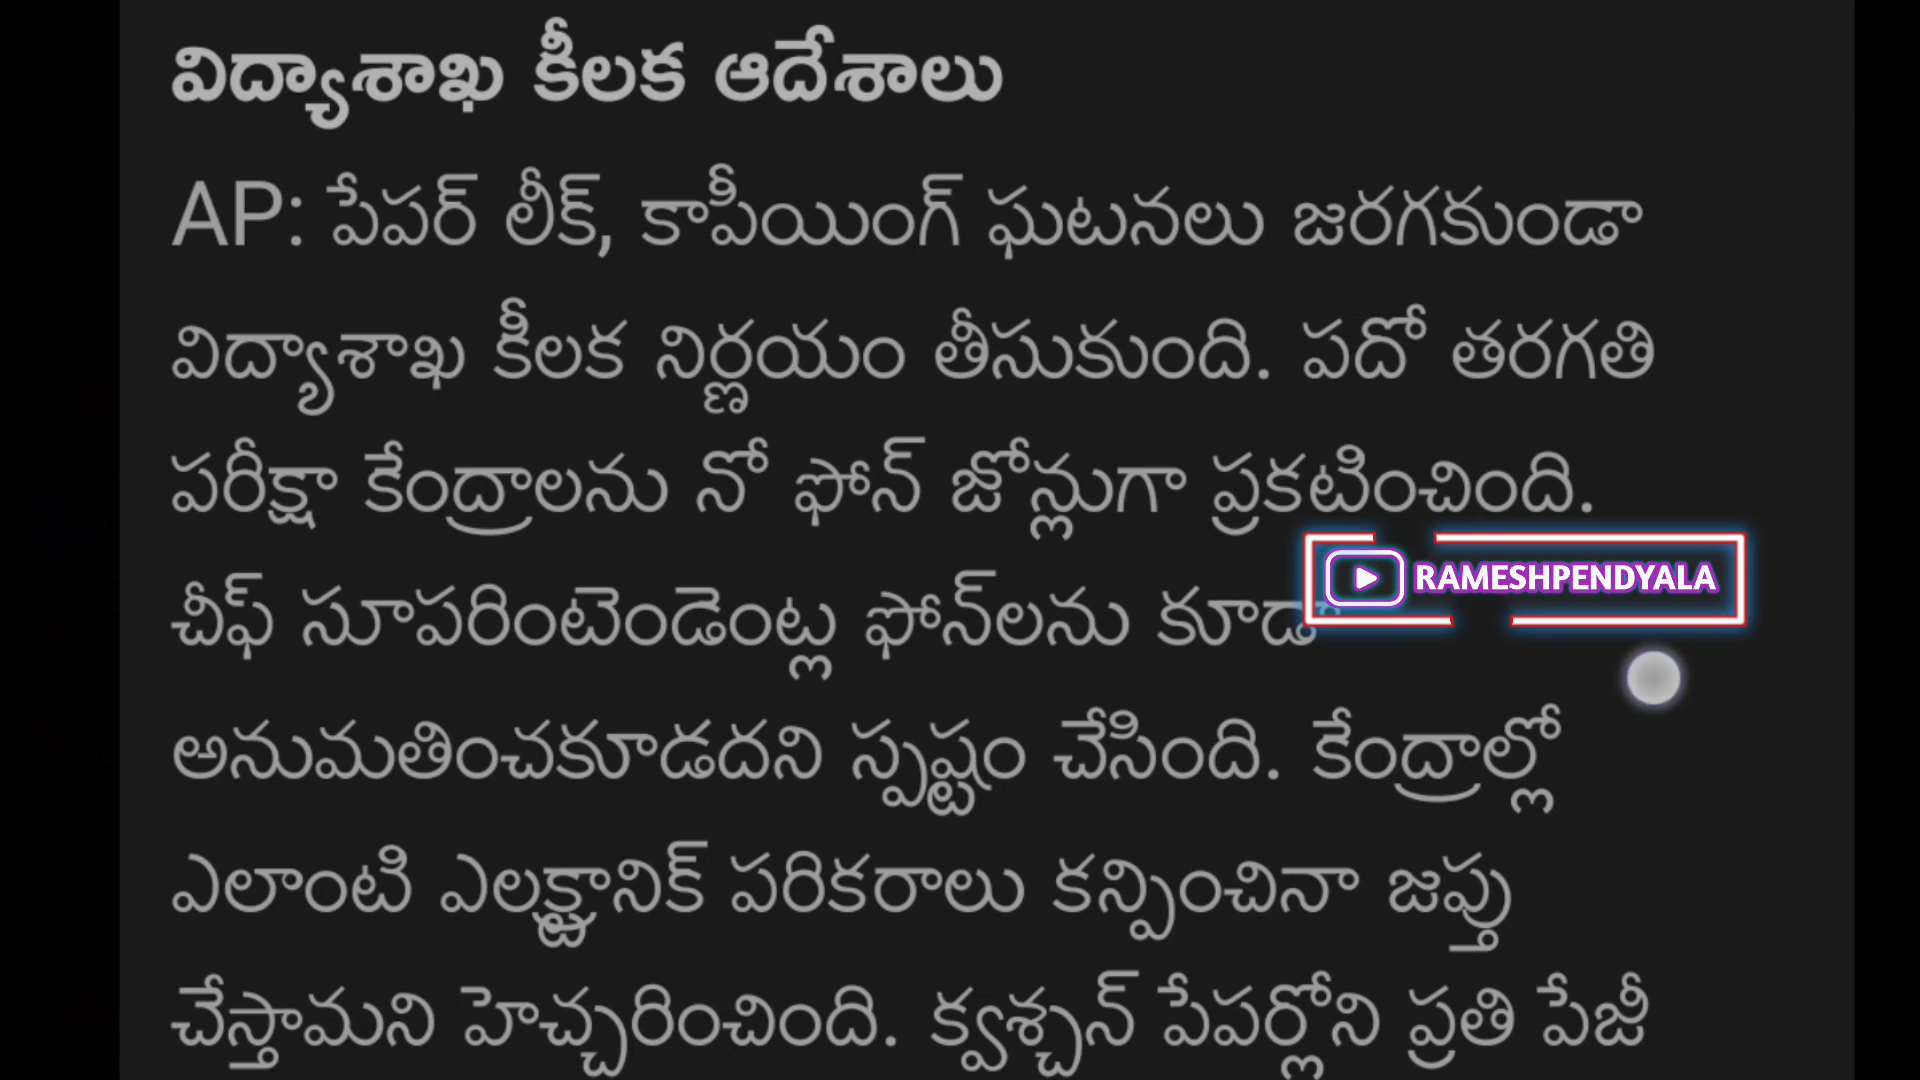 విద్యాశాఖ కీలక ఆదేశాలు
AP: పేపర్ లీక్, కాపీయింగ్ ఘటనలు జరగకుండా
విద్యాశాఖ కీలక నిర్ణయం తీసుకుంది. పదో తరగతి
పరీక్షా కేంద్రాలను నో ఫోన్ జోన్లుగా ప్రకటించింది.
చీఫ్ సూపరింటెండెంట్ల ఫోన్‌లను కూడా
RAMESHPENDYALA
అనుమతించకూడదని స్పష్టం చేసింది. కేంద్రాల్లో
ఎలాంటి ఎలక్ట్రానిక్ పరికరాలు కన్పించినా జప్తు
చేస్తామని హెచ్చరించింది. క్వశ్చన్ పేపర్లోని ప్రతి పేజీ